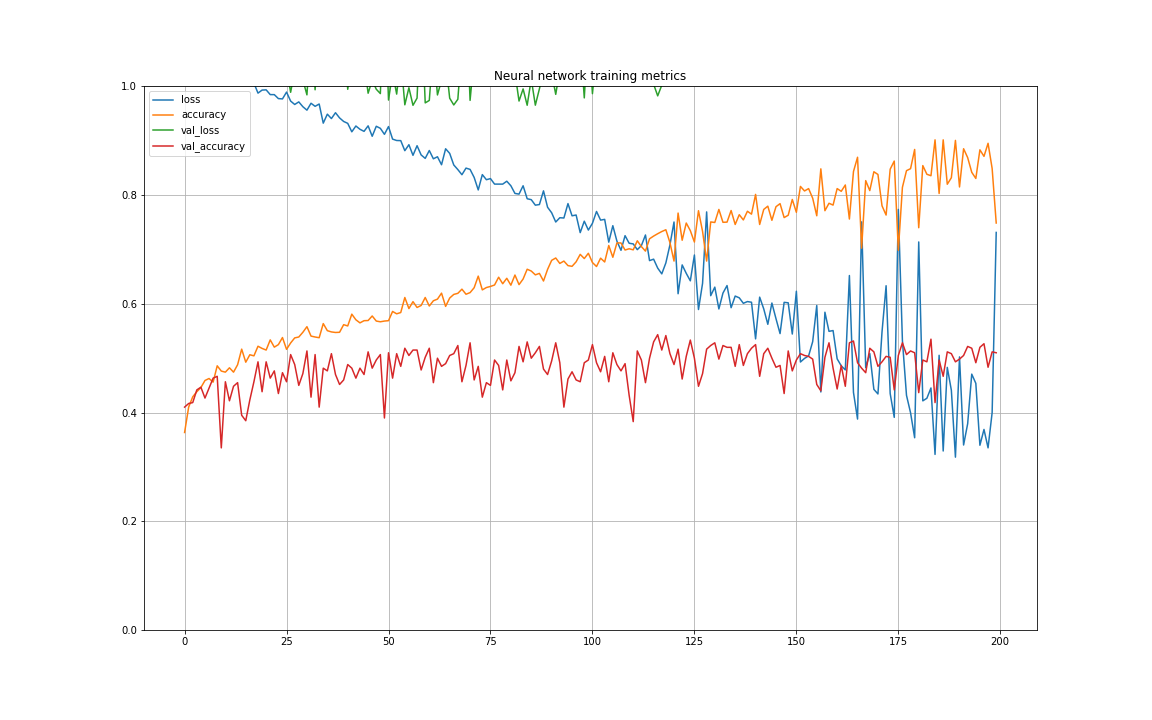 Neural network training metrics
1.0
loss
accuracy
val_loss
val_accuracy
0.8
0.6
0.4
0.2
0.0
0 25 50 75 100 125 150 175 200